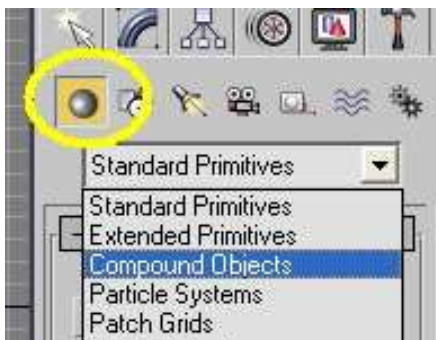 Standard Primitives
Standard Primitives
Extended Primitives
Compound Objects
Particle Systems
Patch Grids